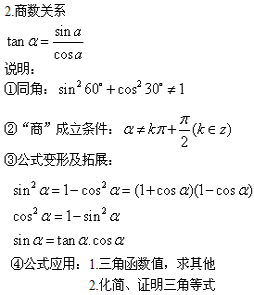 2.商数关系
tan α = sin a / cos a
说明：
①同角：sin² 60° + cos² 30° ≠ 1
②“商”成立条件：α ≠ kπ + π/2 (k ∈ z)
③公式变形及拓展：
sin² α = 1 − cos² α = (1 + cos α)(1 − cos α)
cos² α = 1 − sin² α
sin α = tan α. cos α
④公式应用：1.三角函数值，求其他
2.化简、证明三角等式